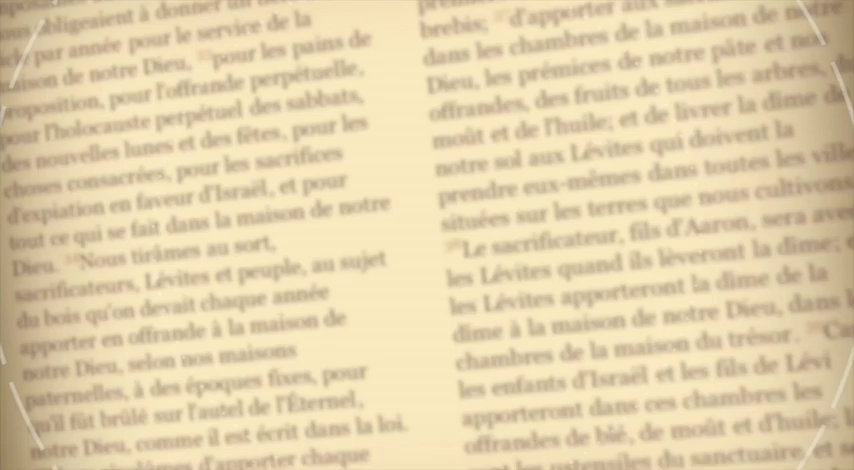 obligeaient à donner un
par année pour le service de la
maison de notre Dieu, pour les pains de
proposition, pour l'offrande perpétuelle,
pour l'holocauste perpétuel des sabbats,
des nouvelles lunes et des fêtes, pour les
choses consacrées, pour les sacrifices
d'expiation en faveur d'Israël, et pour
tout ce qui se fait dans la maison de notre
Dieu. Nous tirâmes au sort,
sacrificateurs, Lévites et peuple, au sujet
du bois qu'on devait chaque année
apporter en offrande à la maison de
notre Dieu, selon nos maisons
paternelles, à des époques fixes, pour
qu'il fût brûlé sur l'autel de l'Éternel,
notre Dieu, comme il est écrit dans la loi.
d'apporter chaque
brebis; d'apporter aux
dans les chambres de la maison de notre
Dieu, les prémices de notre pâte et nos
offrandes, des fruits de tous les arbres,
moût et de l'huile; et de livrer la dîme de
notre sol aux Lévites qui doivent la
prendre eux-mêmes dans toutes les villes
situées sur les terres que nous cultivons.
Le sacrificateur, fils d'Aaron, sera avec
les Lévites quand ils lèveront la dîme; e
les Lévites apporteront la dîme de la
dîme à la maison de notre Dieu, dans l
chambres de la maison du trésor. Ca
les enfants d'Israël et les fils de Lévi
apporteront dans ces chambres les
offrandes de blé, de moût et d'huile; l
les ustensiles du sanctuaire, et se